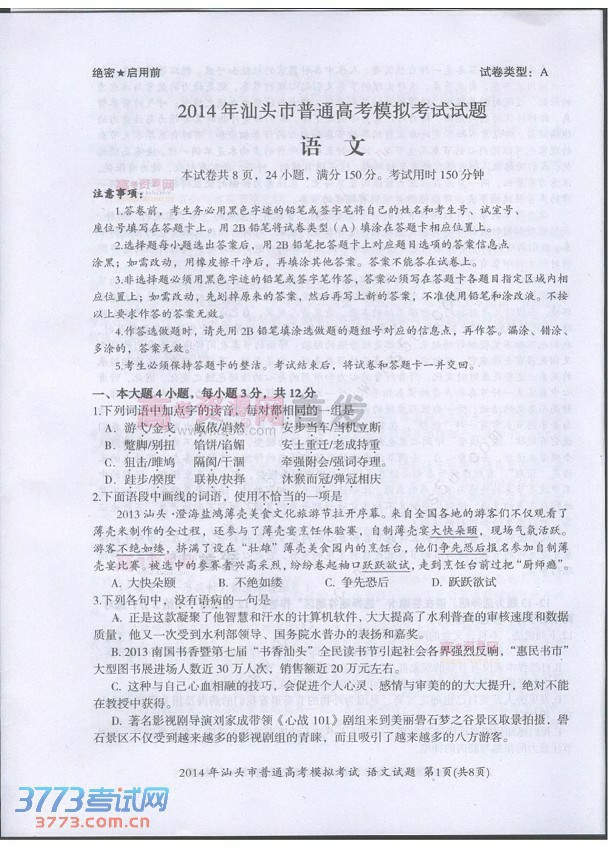 绝密★启用前 试卷类型：A
2014年汕头市普通高考模拟考试试题
语 文
本试卷共8页，24小题，满分150分。考试用时150分钟
注意事项：
1.答卷前，考生务必用黑色字迹的铅笔或签字笔将自己的姓名和考生号、试室号、
座位号填写在答题卡上。用2B铅笔将试卷类型（A）填涂在答题卡相应位置上。
2.选择题每小题选出答案后，用2B铅笔把答题卡上对应题目选项的答案信息点
涂黑；如需改动，用橡皮擦干净后，再填涂其他答案。答案不能答在试卷上。
3.非选择题必须用黑色字迹的铅笔或签字笔作答，答案必须写在答题卡各题目指定区域内相
应位置上；如需改动，先划掉原来的答案，然后再写上新的答案，不准使用铅笔和涂改液。不按
以上要求作答的答案无效。
4.作答选做题时，请先用2B铅笔填涂选做题的题组号对应的信息点，再作答。漏涂、错涂、
多涂的，答案无效。
5.考生必须保持答题卡的整洁。考试结束后，将试卷和答题卡一并交回。
一、本大题4小题，每小题3分，共12分
1.下列词语中加点字的读音，每对都相同的一组是
A. 游弋/金戈 皈依/嵬然 安步当车/当机立断
B. 蹩脚/别扭 馅饼/谄媚 安土重迁/老成持重
C. 狙击/雎鸠 隔阂/干涸 牵强附会/强词夺理。
D. 跬步/揆度 联袂/抉择 沐猴而冠/弹冠相庆
2.下面语段中画线的词语，使用不恰当的一项是
2013汕头·澄海盐鸿薄壳美食文化旅游节拉开序幕。来自全国各地的游客们不仅观看了
薄壳米制作的全过程，还参与了薄壳宴烹饪体验赛，自制薄壳宴大快朵颐，现场气氛活跃。
游客不绝如缕，挤满了设在“壮雄”薄壳美食园内的烹饪台，他们争先恐后报名参加自制薄
壳宴比赛。被选中的参赛者兴高采烈，纷纷卷起袖口跃跃欲试，走到烹饪台前过把“厨师瘾”。
A. 大快朵颐 B. 不绝如缕 C. 争先恐后 D. 跃跃欲试
3.下列各句中，没有语病的一句是
A. 正是这款凝聚了他智慧和汗水的计算机软件，大大提高了水利普查的审核速度和数据
质量，他又一次受到水利部领导、国务院水普办的表扬和嘉奖。
B. 2013南国书香暨第七届“书香汕头”全民读书节引起社会各界强烈反响，“惠民书市”
大型图书展进场人数近30万人次，销售额近20万元左右。
C. 这种与自己心血相融的技巧，会促进个人心灵、感情与审美的的大大提升，绝对不能
在教授中获得。
D. 著名影视剧导演刘家成带领《心战101》剧组来到美丽礐石梦之谷景区取景拍摄，礐
石景区不仅受到越来越多的影视剧组的青睐，而且吸引了越来越多的八方游客。
2014年汕头市普通高考模拟考试 语文试题 第1页(共8页)
3773考试网
3773.com.cn